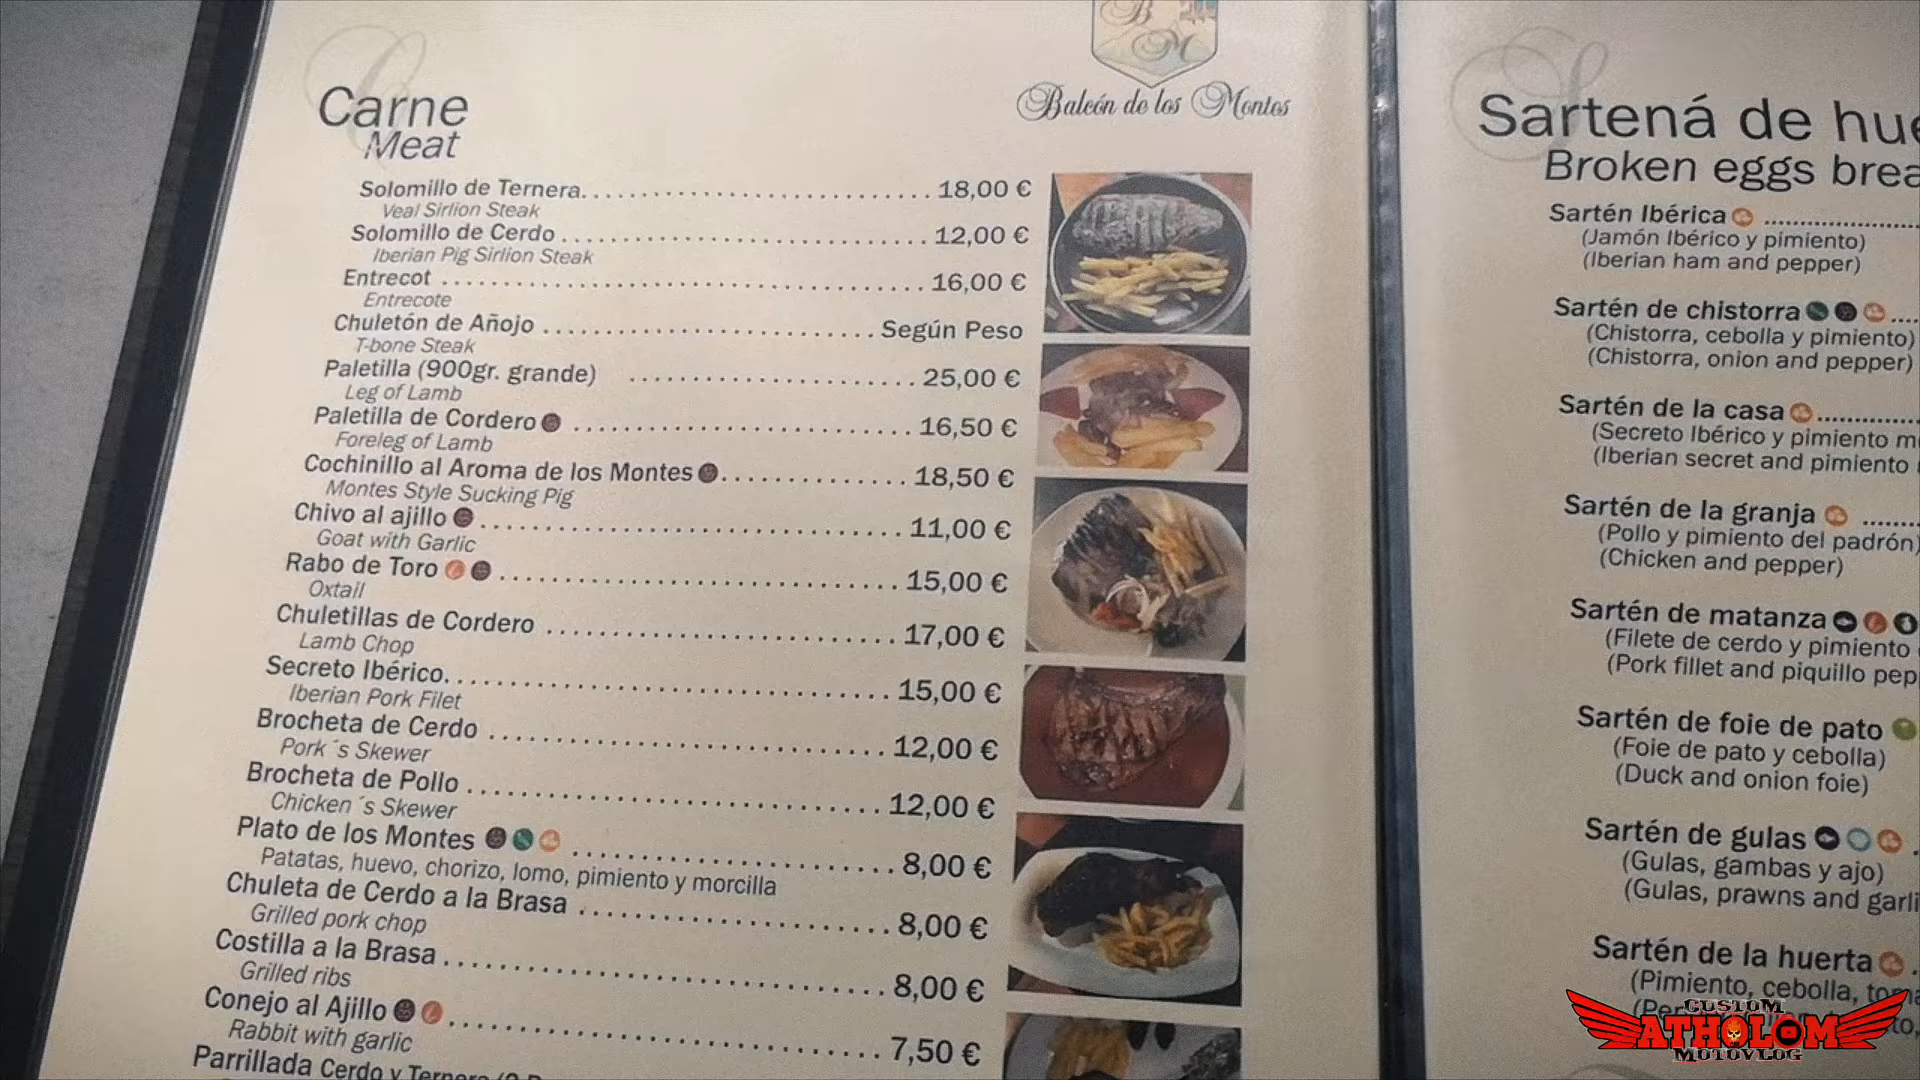 B
M
Balcón de los Montes
Carne
Meat
Solomillo de Ternera 18,00 €
Veal Sirlion Steak
Solomillo de Cerdo 12,00 €
Iberian Pig Sirlion Steak
Entrecot 16,00 €
Entrecote
Chuletón de Añojo Según Peso
T-bone Steak
Paletilla (900gr. grande) 25,00 €
Leg of Lamb
Paletilla de Cordero 16,50 €
Foreleg of Lamb
Cochinillo al Aroma de los Montes 18,50 €
Montes Style Sucking Pig
Chivo al ajillo 11,00 €
Goat with Garlic
Rabo de Toro 15,00 €
Oxtail
Chuletillas de Cordero 17,00 €
Lamb Chop
Secreto Ibérico 15,00 €
Iberian Pork Filet
Brocheta de Cerdo 12,00 €
Pork´s Skewer
Brocheta de Pollo 12,00 €
Chicken´s Skewer
Plato de los Montes 8,00 €
Patatas, huevo, chorizo, lomo, pimiento y morcilla
Chuleta de Cerdo a la Brasa 8,00 €
Grilled pork chop
Costilla a la Brasa 8,00 €
Grilled ribs
Conejo al Ajillo 7,50 €
Rabbit with garlic
Parrillada Cerdo y Ternera
Sartená de hue
Broken eggs brea
Sartén Ibérica
(Jamón Ibérico y pimiento)
(Iberian ham and pepper)
Sartén de chistorra
(Chistorra, cebolla y pimiento)
(Chistorra, onion and pepper)
Sartén de la casa
(Secreto Ibérico y pimiento
(Iberian secret and pimiento
Sartén de la granja
(Pollo y pimiento del padrón)
(Chicken and pepper)
Sartén de matanza
(Filete de cerdo y pimiento
(Pork fillet and piquillo pep
Sartén de foie de pato
(Foie de pato y cebolla)
(Duck and onion foie)
Sartén de gulas
(Gulas, gambas y ajo)
(Gulas, prawns and garli
Sartén de la huerta
(Pimiento, cebolla,
CUSTOM
ATHOLOM
MOTOVLOG